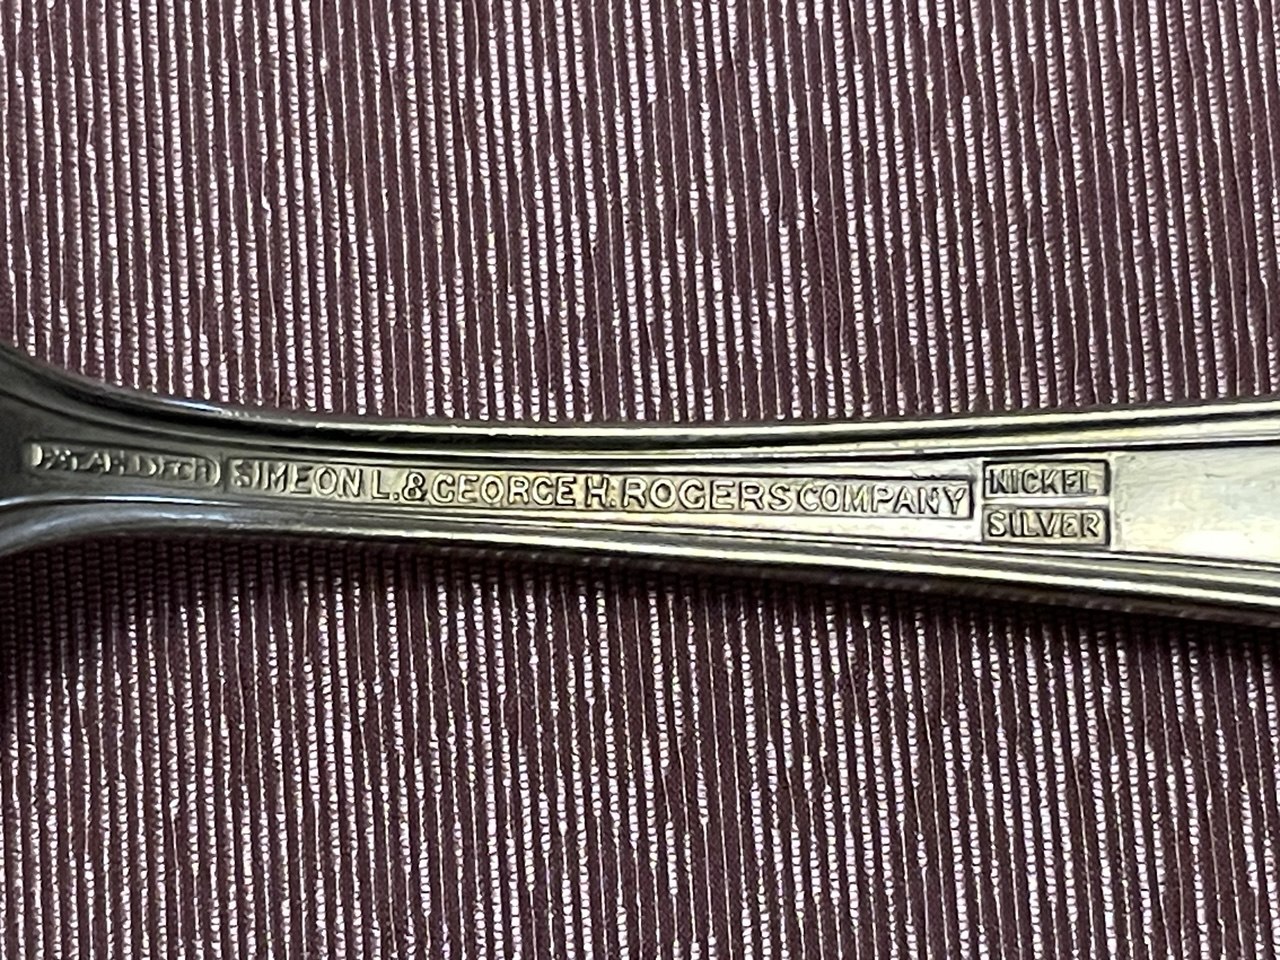 SIMEON L. & GEORGE H. ROGERS COMPANY
NICKEL
SILVER